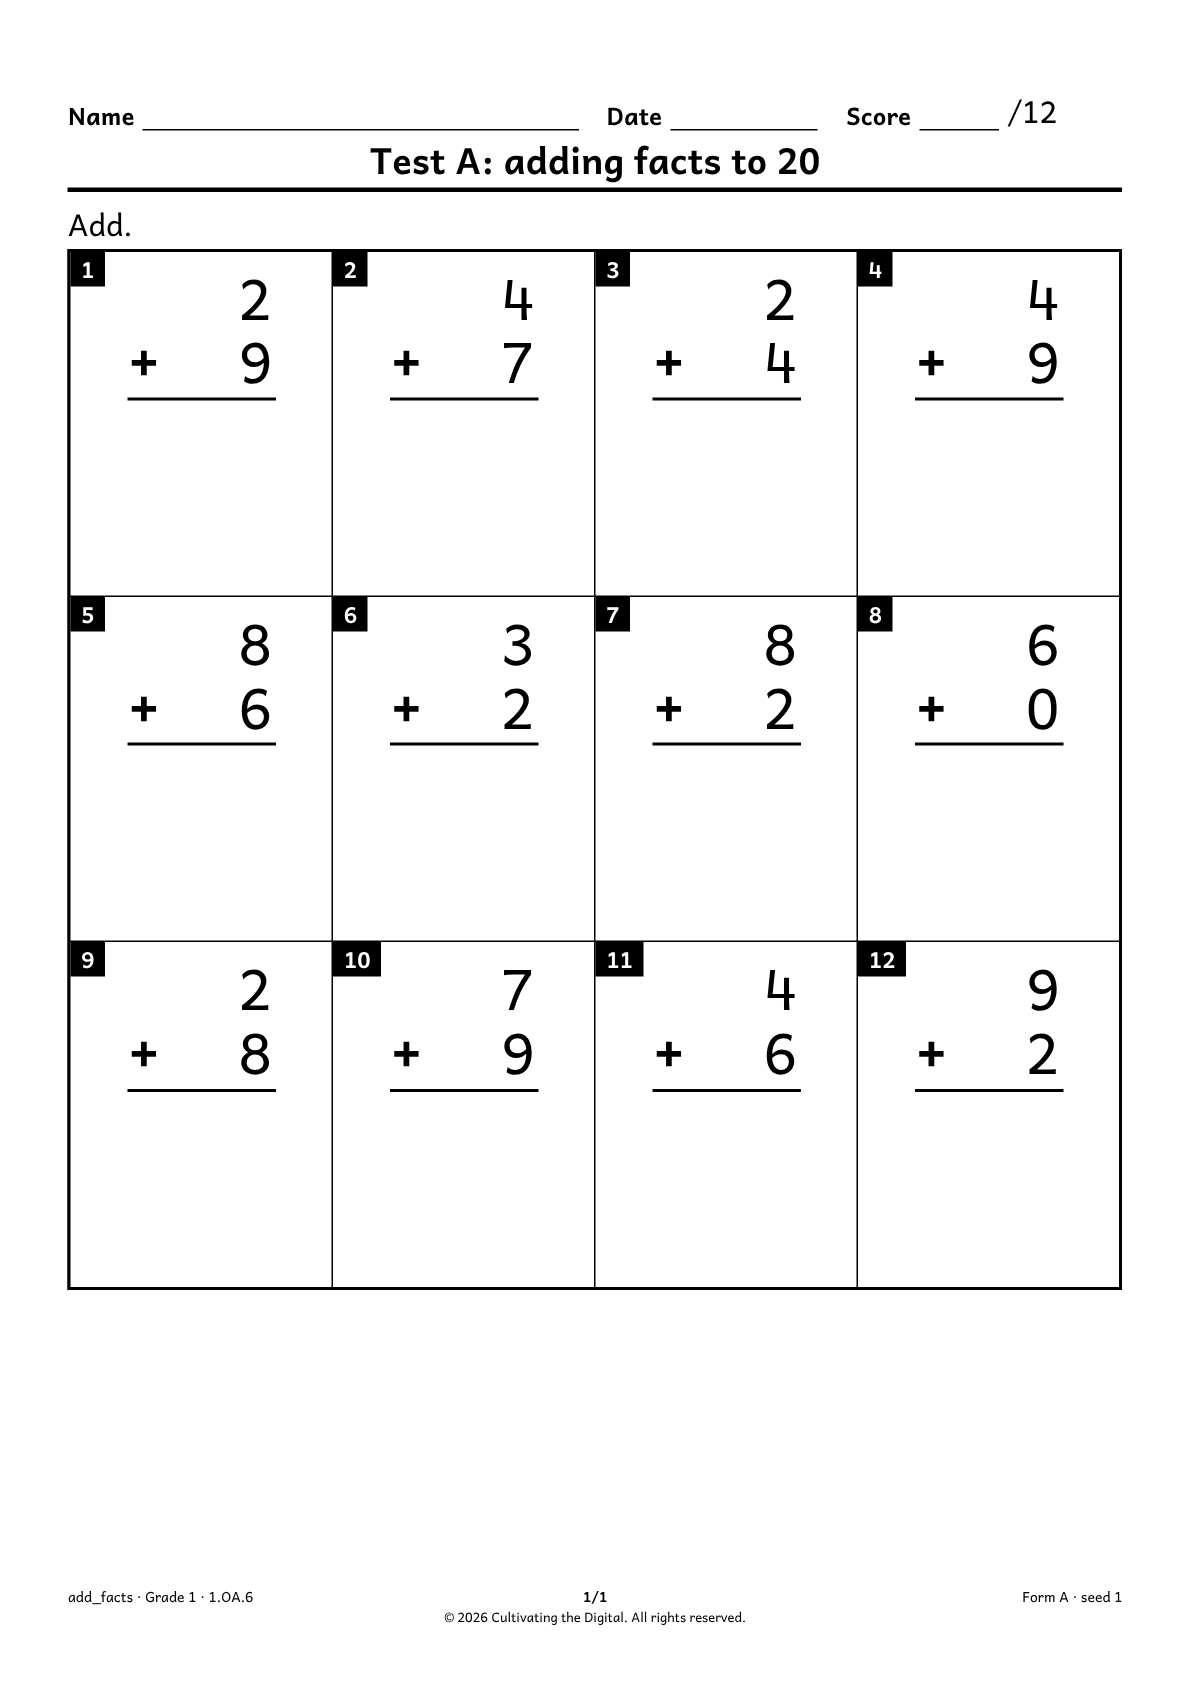 Name Date Score /12
Test A: adding facts to 20
Add.
1 2 3 4
2 4 2 4
+ 9 + 7 + 4 + 9
5 6 7 8
8 3 8 6
+ 6 + 2 + 2 + 0
9 10 11 12
2 7 4 9
+ 8 + 9 + 6 + 2
add_facts · Grade 1 · 1.OA.6 1/1 Form A · seed 1
© 2026 Cultivating the Digital. All rights reserved.